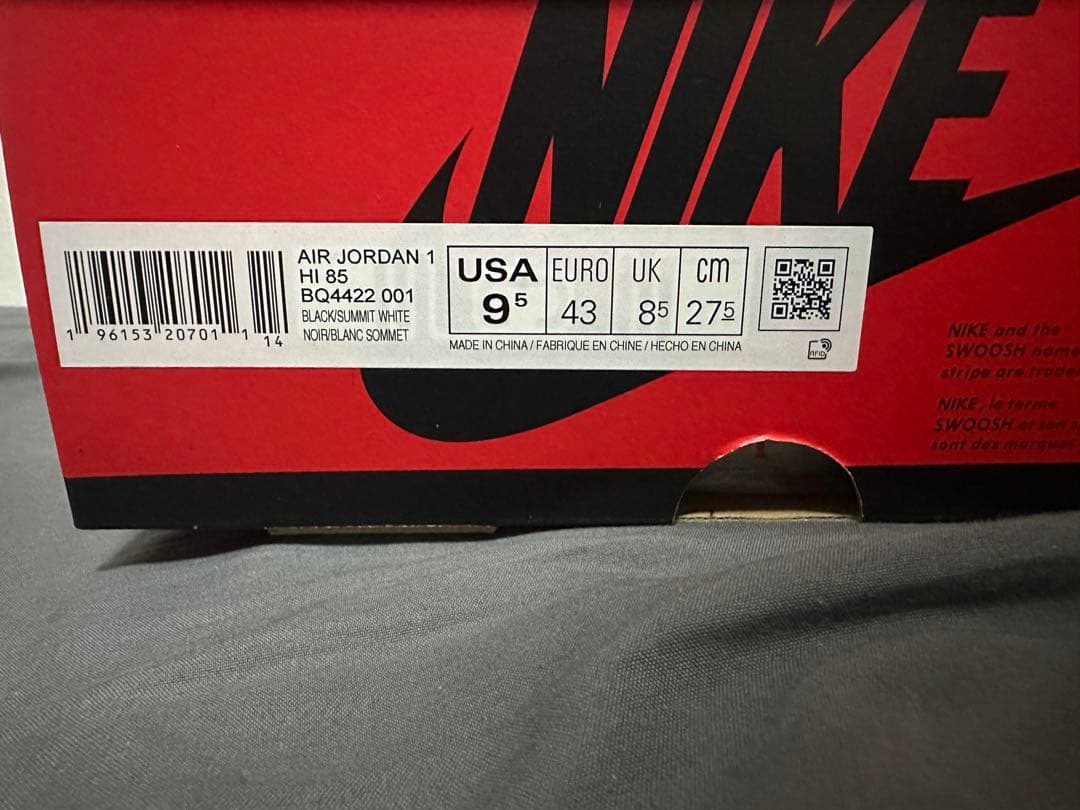 NIKE
AIR JORDAN 1
HI 85
BQ4422 001
BLACK/SUMMIT WHITE
NOIR/BLANC SOMMET
1 96153 20701 1 14
USA EURO UK cm
9⁵ 43 8⁵ 27⁵
MADE IN CHINA / FABRIQUE EN CHINE / HECHO EN CHINA
RFID
NIKE and the
SWOOSH name
stripe are
NIKE, le terme
SWOOSH et son
sont des marques